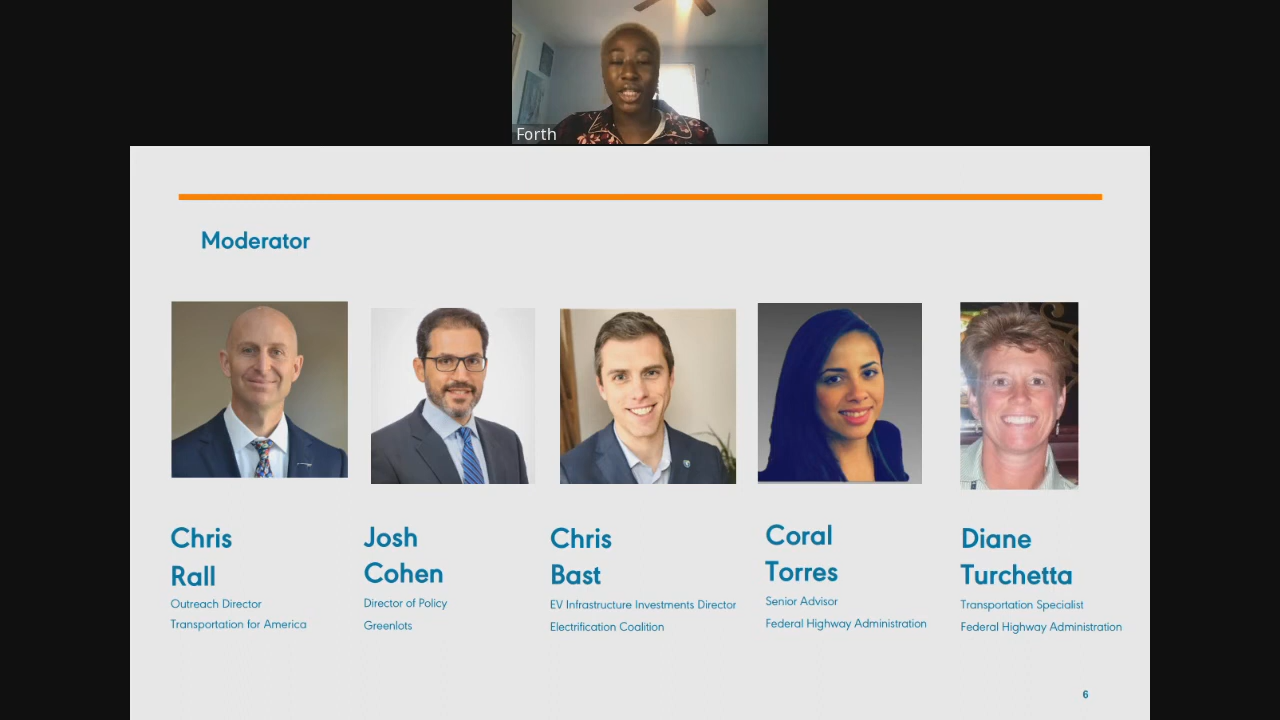 Forth
Moderator
Chris
Rall
Outreach Director
Transportation for America
Josh
Cohen
Director of Policy
Greenlots
Chris
Bast
EV Infrastructure Investments Director
Electrification Coalition
Coral
Torres
Senior Advisor
Federal Highway Administration
Diane
Turchetta
Transportation Specialist
Federal Highway Administration
6